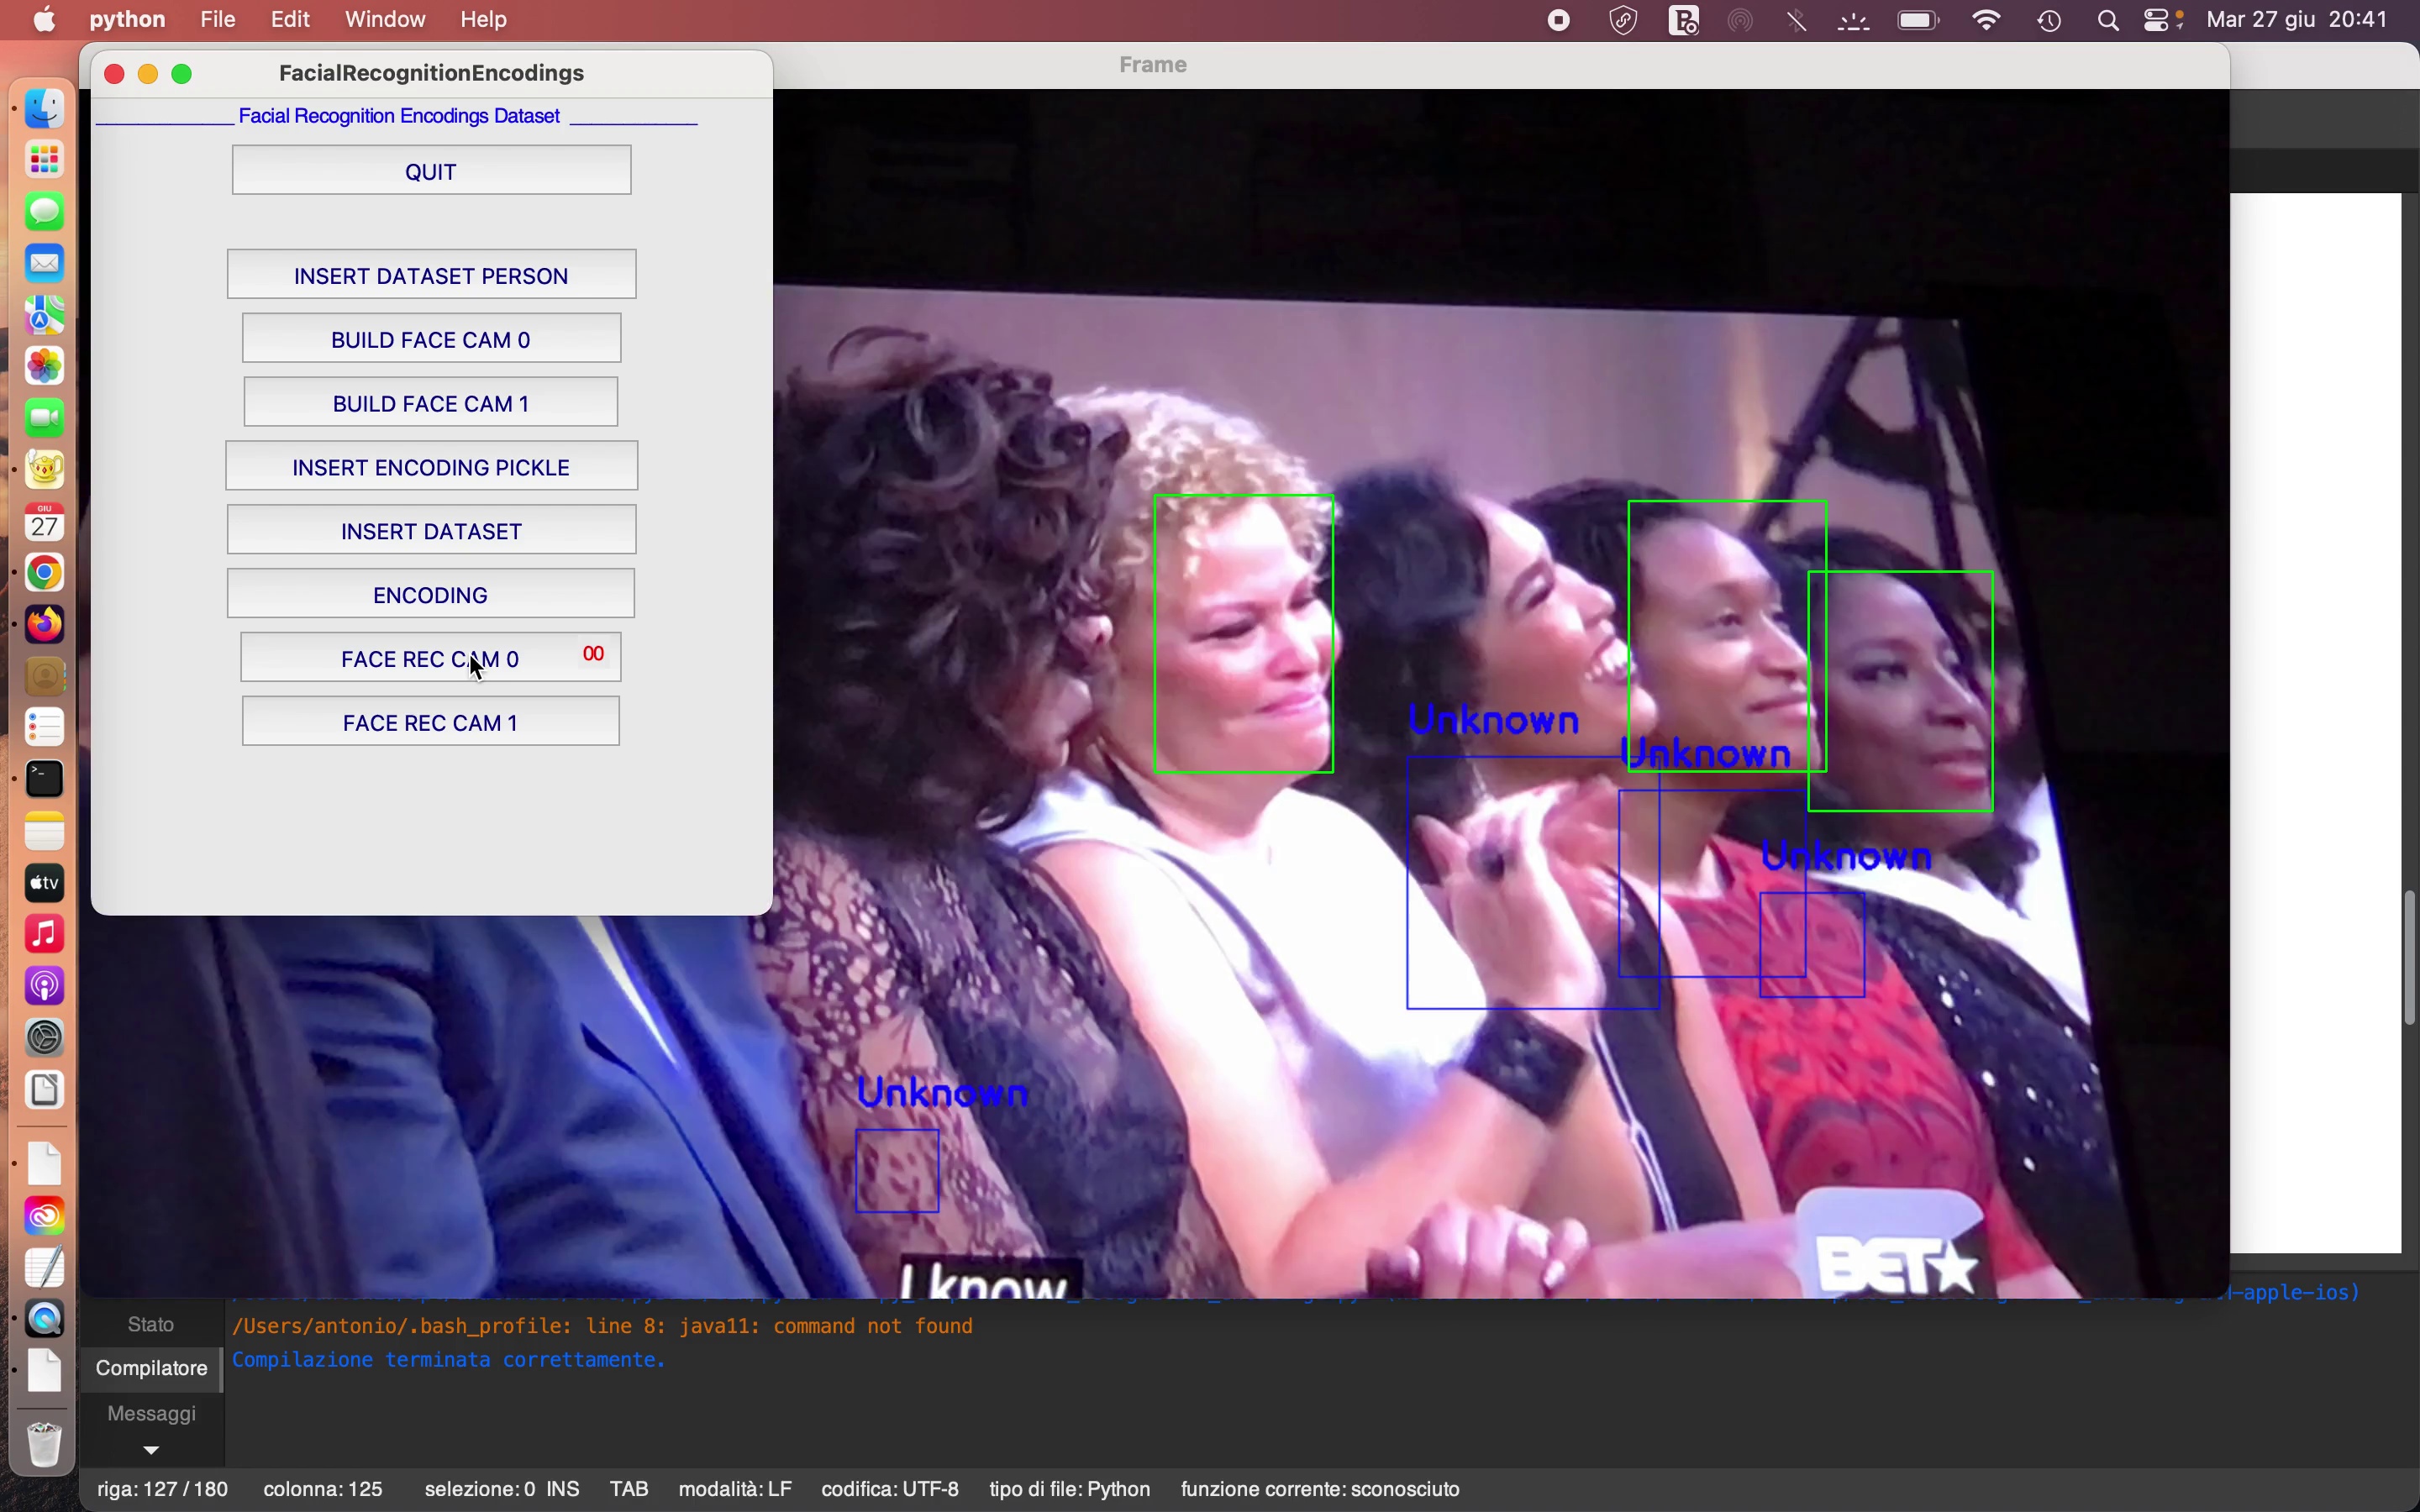 python File Edit Window Help
Mar 27 giu 20:41
FacialRecognitionEncodings
Frame
Facial Recognition Encodings Dataset
QUIT
INSERT DATASET PERSON
BUILD FACE CAM 0
BUILD FACE CAM 1
INSERT ENCODING PICKLE
INSERT DATASET
ENCODING
FACE REC CAM 0 00
FACE REC CAM 1
GIU
27
tv
Unknown
Unknown
Unknown
Unknown
I know
BET
-apple-ios)
Stato
/Users/antonio/.bash_profile: line 8: java11: command not found
Compilatore
Compilazione terminata correttamente.
Messaggi
riga: 127 / 180 colonna: 125 selezione: 0 INS TAB modalità: LF codifica: UTF-8 tipo di file: Python funzione corrente: sconosciuto